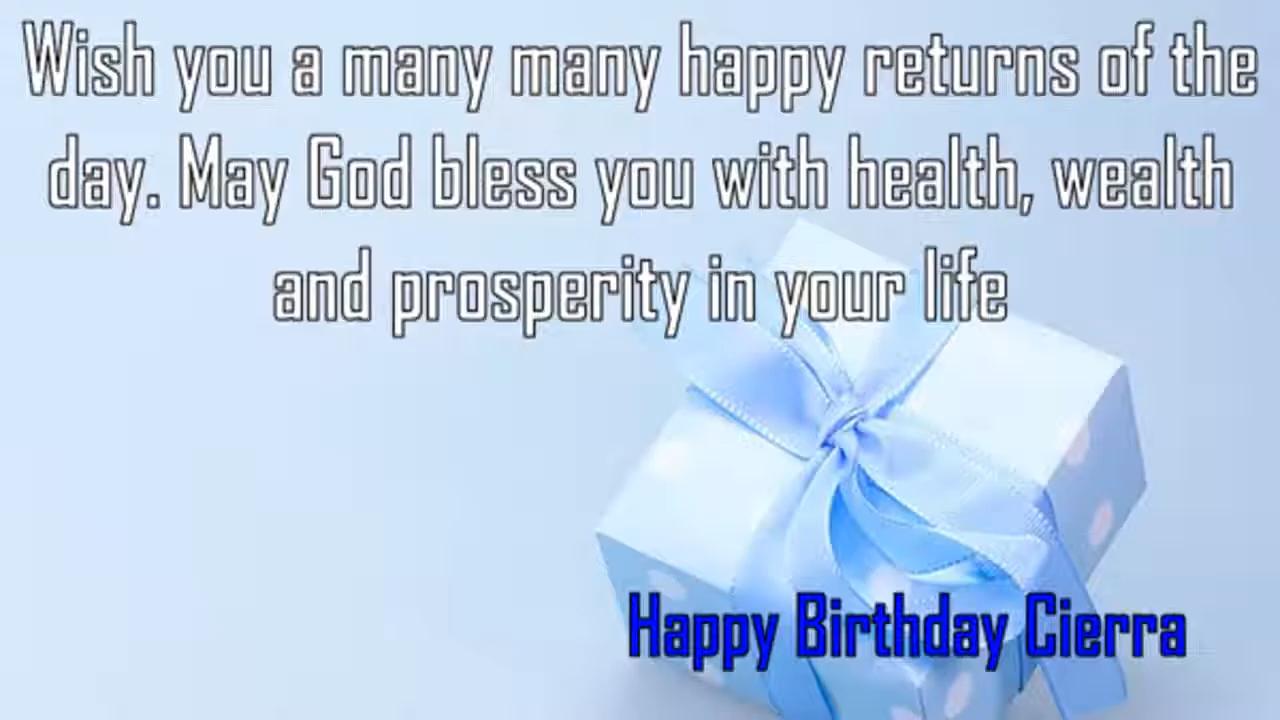 Wish you a many many happy returns of the
day. May God bless you with health, wealth
and prosperity in your life
Happy Birthday Cierra